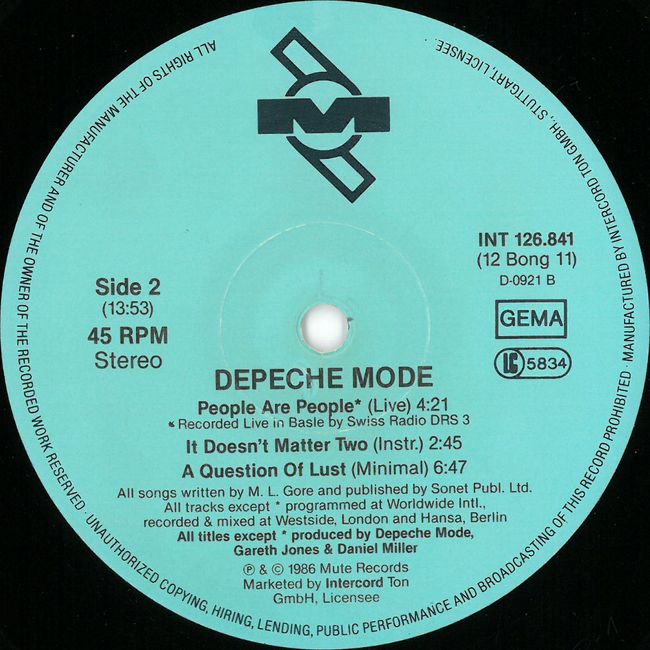 M
ALL RIGHTS OF THE MANUFACTURER AND OF THE OWNER OF THE RECORDED WORK RESERVED. · UNAUTHORIZED COPYING, HIRING, LENDING, PUBLIC PERFORMANCE AND BROADCASTING OF THIS RECORD PROHIBITED · MANUFACTURED BY INTERCORD TON GMBH., STUTTGART, LICENSEE.
INT 126.841
(12 Bong 11)
D-0921 B
GEMA
LC 5834
Side 2
(13:53)
45 RPM
Stereo
DEPECHE MODE
People Are People* (Live) 4:21
* Recorded Live in Basle by Swiss Radio DRS 3
It Doesn't Matter Two (Instr.) 2:45
A Question Of Lust (Minimal) 6:47
All songs written by M. L. Gore and published by Sonet Publ. Ltd.
All tracks except * programmed at Worldwide Intl.,
recorded & mixed at Westside, London and Hansa, Berlin
All titles except * produced by Depeche Mode,
Gareth Jones & Daniel Miller
℗ & © 1986 Mute Records
Marketed by Intercord Ton
GmbH, Licensee